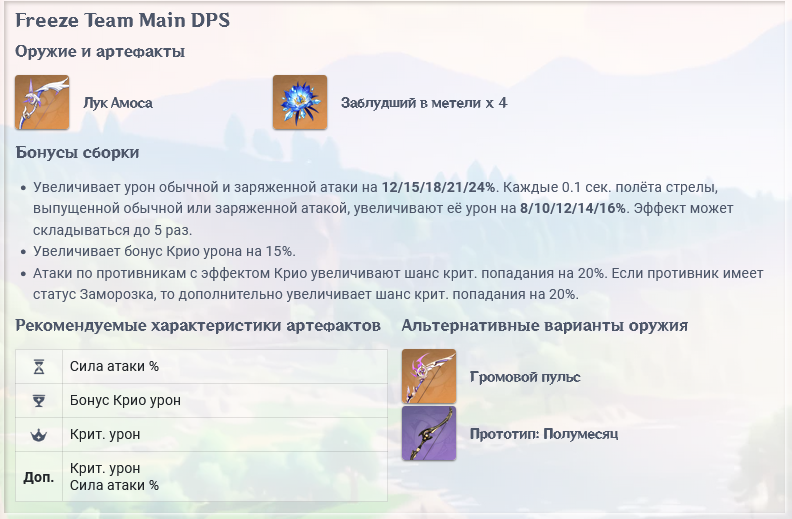 Freeze Team Main DPS
Оружие и артефакты
Лук Амоса
Заблудший в метели x 4
Бонусы сборки
• Увеличивает урон обычной и заряженной атаки на 12/15/18/21/24%. Каждые 0.1 сек. полёта стрелы,
выпущенной обычной или заряженной атакой, увеличивают её урон на 8/10/12/14/16%. Эффект может
складываться до 5 раз.
• Увеличивает бонус Крио урона на 15%.
• Атаки по противникам с эффектом Крио увеличивают шанс крит. попадания на 20%. Если противник имеет
статус Заморозка, то дополнительно увеличивает шанс крит. попадания на 20%.
Рекомендуемые характеристики артефактов
Сила атаки %
Бонус Крио урон
Крит. урон
Доп.
Крит. урон
Сила атаки %
Альтернативные варианты оружия
Громовой пульс
Прототип: Полумесяц